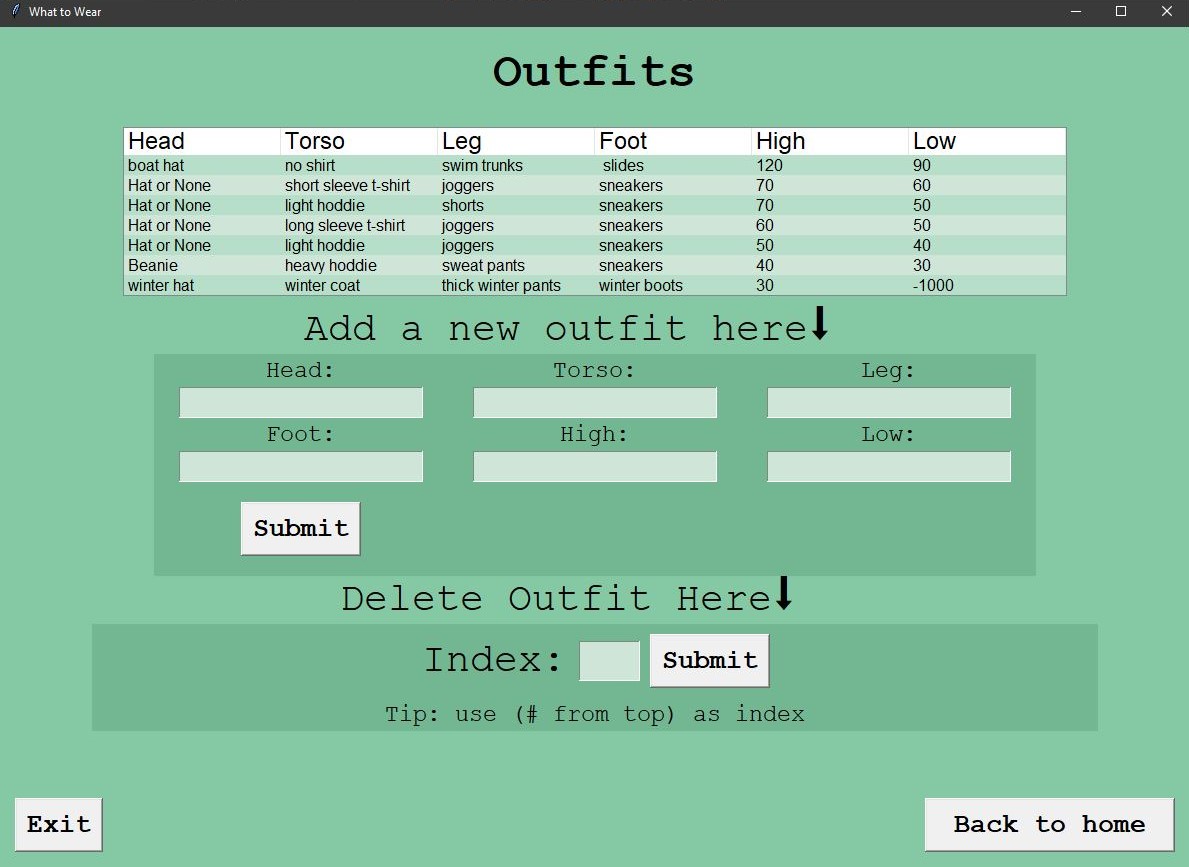 What to Wear
Outfits
Head Torso Leg Foot High Low
boat hat no shirt swim trunks slides 120 90
Hat or None short sleeve t-shirt joggers sneakers 70 60
Hat or None light hoddie shorts sneakers 70 50
Hat or None long sleeve t-shirt joggers sneakers 60 50
Hat or None light hoddie joggers sneakers 50 40
Beanie heavy hoddie sweat pants sneakers 40 30
winter hat winter coat thick winter pants winter boots 30 -1000
Add a new outfit here⬇
Head: Torso: Leg:
Foot: High: Low:
Submit
Delete Outfit Here⬇
Index: Submit
Tip: use (# from top) as index
Exit Back to home